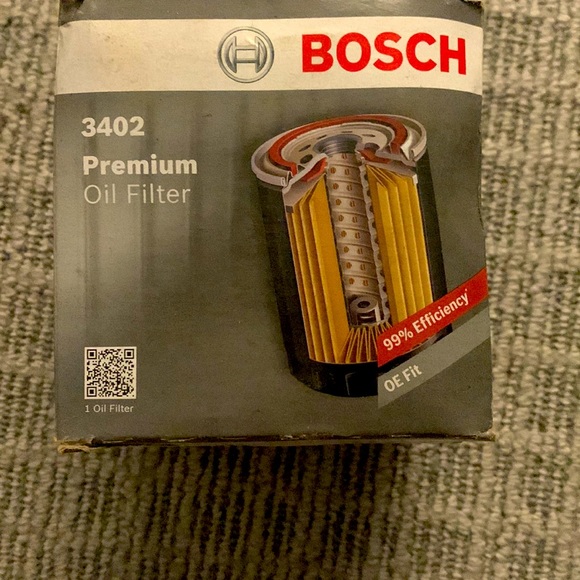 BOSCH
3402
Premium
Oil Filter
99% Efficiency*
OE Fit
1 Oil Filter